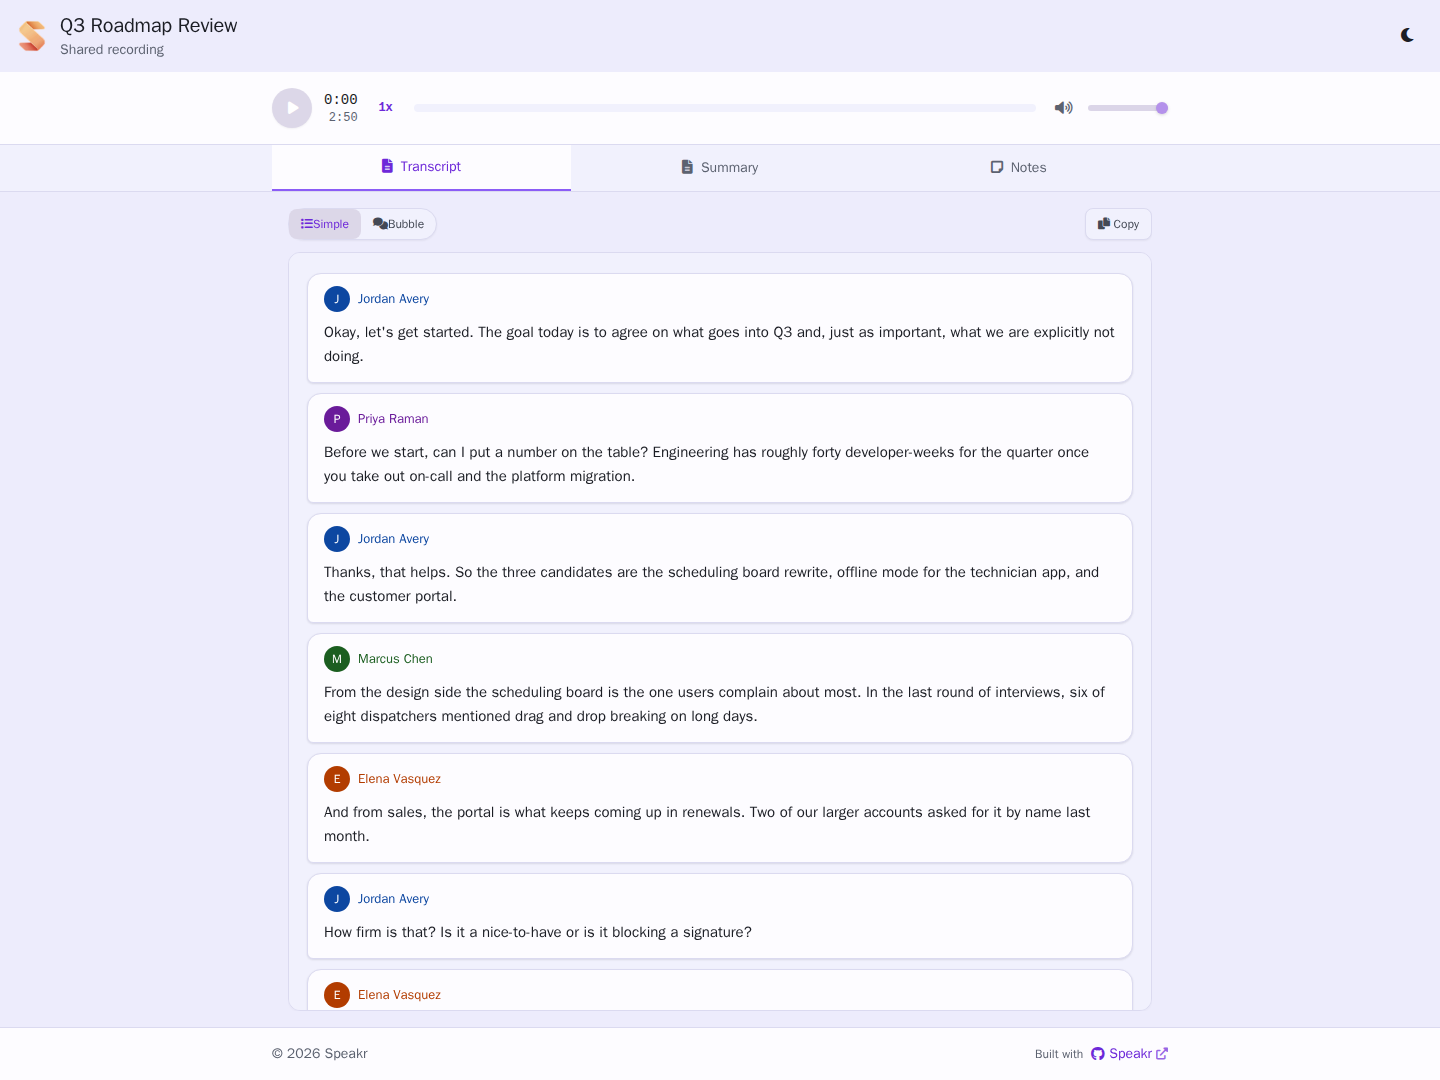 Q3 Roadmap Review
Shared recording
0:00
2:50
1x
Transcript
Summary
Notes
Simple
Bubble
Copy
J
Jordan Avery
Okay, let's get started. The goal today is to agree on what goes into Q3 and, just as important, what we are explicitly not
doing.
P
Priya Raman
Before we start, can I put a number on the table? Engineering has roughly forty developer-weeks for the quarter once
you take out on-call and the platform migration.
J
Jordan Avery
Thanks, that helps. So the three candidates are the scheduling board rewrite, offline mode for the technician app, and
the customer portal.
M
Marcus Chen
From the design side the scheduling board is the one users complain about most. In the last round of interviews, six of
eight dispatchers mentioned drag and drop breaking on long days.
E
Elena Vasquez
And from sales, the portal is what keeps coming up in renewals. Two of our larger accounts asked for it by name last
month.
J
Jordan Avery
How firm is that? Is it a nice-to-have or is it blocking a signature?
E
Elena Vasquez
© 2026 Speakr
Built with Speakr